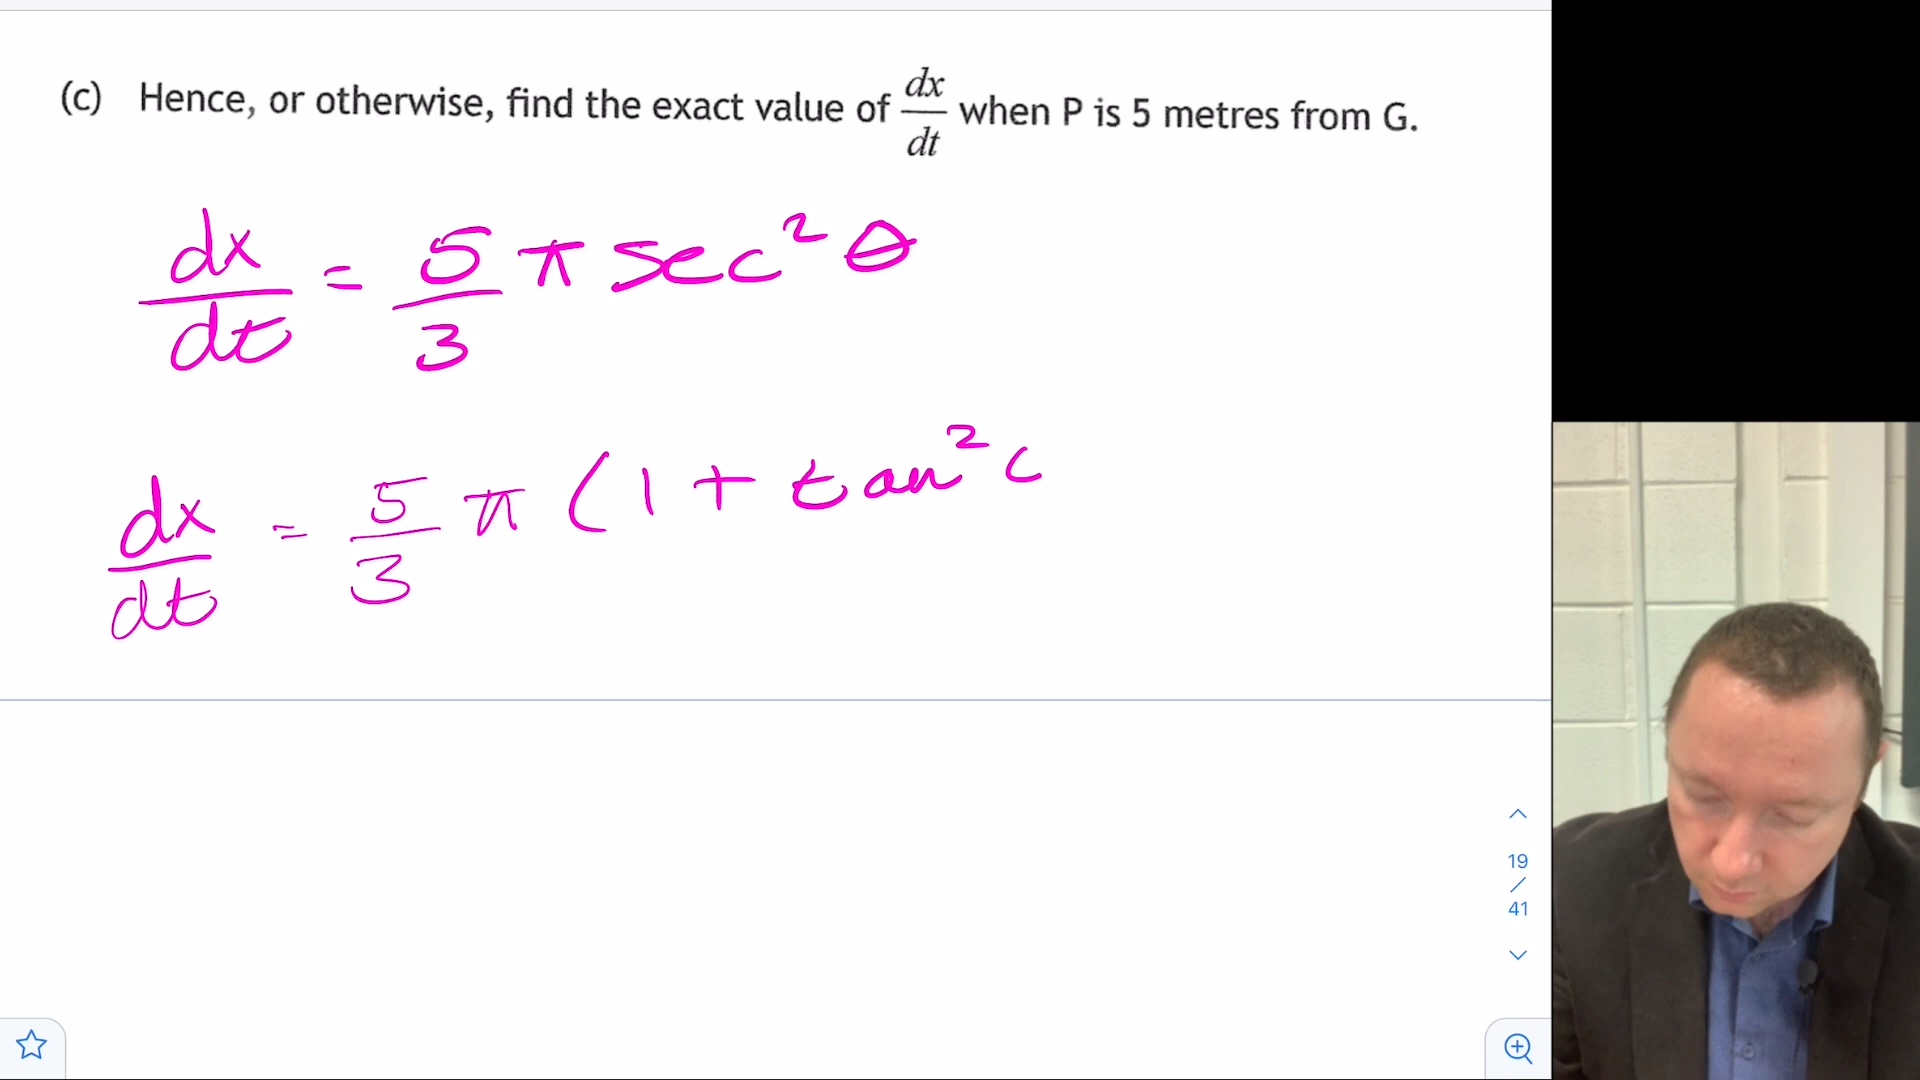 (c) Hence, or otherwise, find the exact value of dx/dt when P is 5 metres from G.
dx/dt = 5/3 π sec² θ
dx/dt = 5/3 π (1 + tan² c
19
/
41